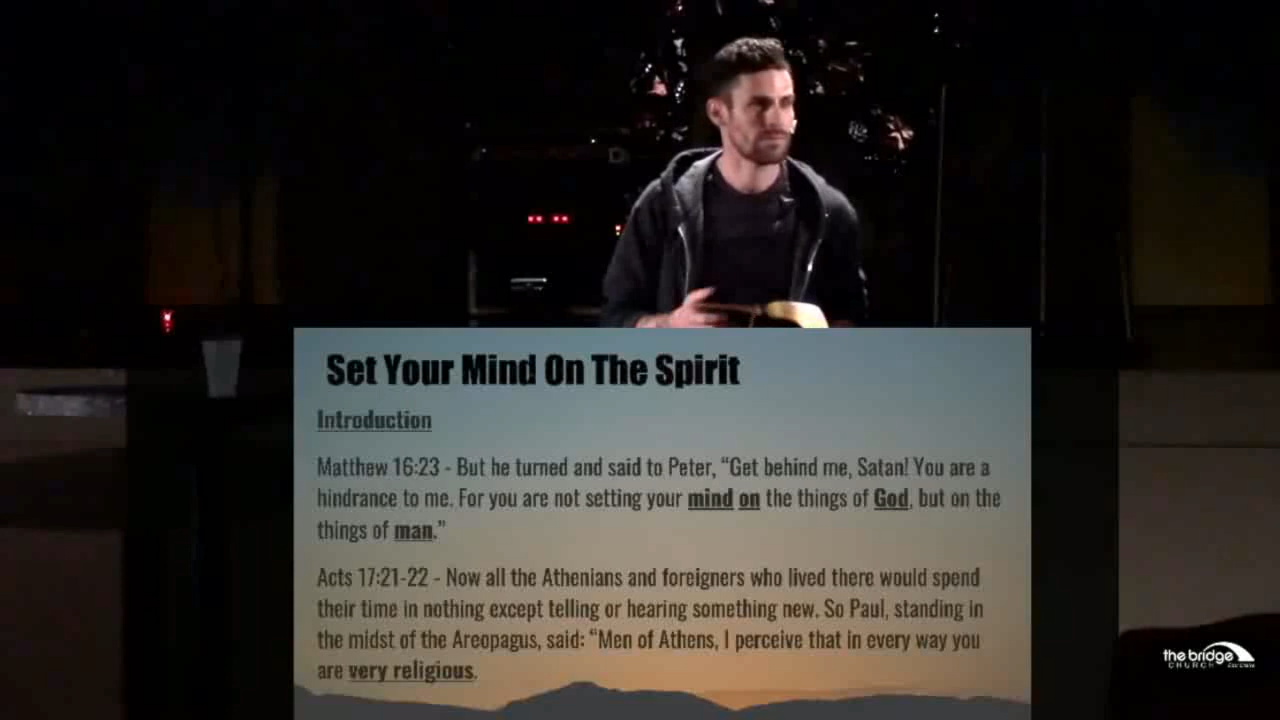 Set Your Mind On The Spirit
Introduction
Matthew 16:23 - But he turned and said to Peter, “Get behind me, Satan! You are a
hindrance to me. For you are not setting your mind on the things of God, but on the
things of man.”
Acts 17:21-22 - Now all the Athenians and foreigners who lived there would spend
their time in nothing except telling or hearing something new. So Paul, standing in
the midst of the Areopagus, said: “Men of Athens, I perceive that in every way you
are very religious.
the bridge
CHURCH